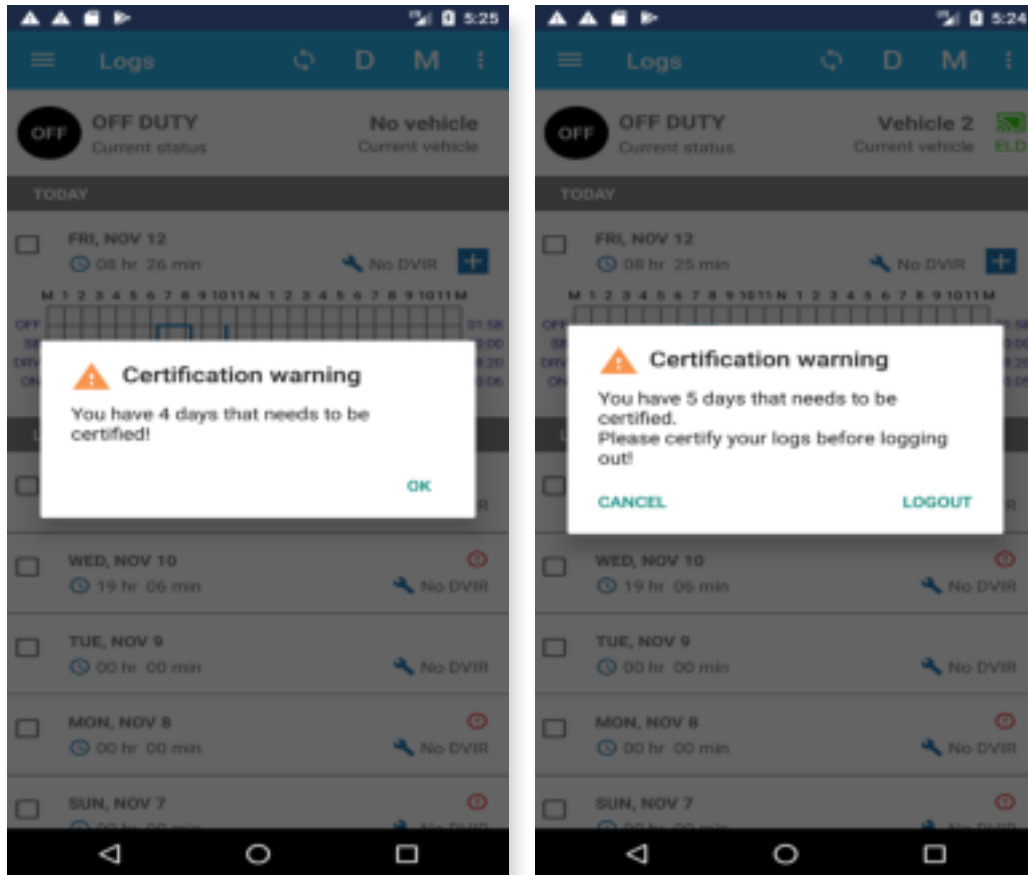 5:25
Logs
D M
OFF
OFF DUTY
Current status
No vehicle
Current vehicle
TODAY
FRI, NOV 12
08 hr 26 min
No DVIR
M 1 2 3 4 5 6 7 8 9 10 11 N 1 2 3 4 5 6 7 8 9 10 11 M
OFF 01:58
Certification warning
You have 4 days that needs to be
certified!
OK
WED, NOV 10
19 hr 06 min
No DVIR
TUE, NOV 9
00 hr 00 min
No DVIR
MON, NOV 8
00 hr 00 min
No DVIR
SUN, NOV 7
5:24
Logs
D M
OFF
OFF DUTY
Current status
Vehicle 2
Current vehicle
ELD
TODAY
FRI, NOV 12
08 hr 25 min
No DVIR
M 1 2 3 4 5 6 7 8 9 10 11 N 1 2 3 4 5 6 7 8 9 10 11 M
Certification warning
You have 5 days that needs to be
certified.
Please certify your logs before logging
out!
CANCEL LOGOUT
WED, NOV 10
19 hr 06 min
No DVIR
TUE, NOV 9
00 hr 00 min
No DVIR
MON, NOV 8
00 hr 00 min
No DVIR
SUN, NOV 7